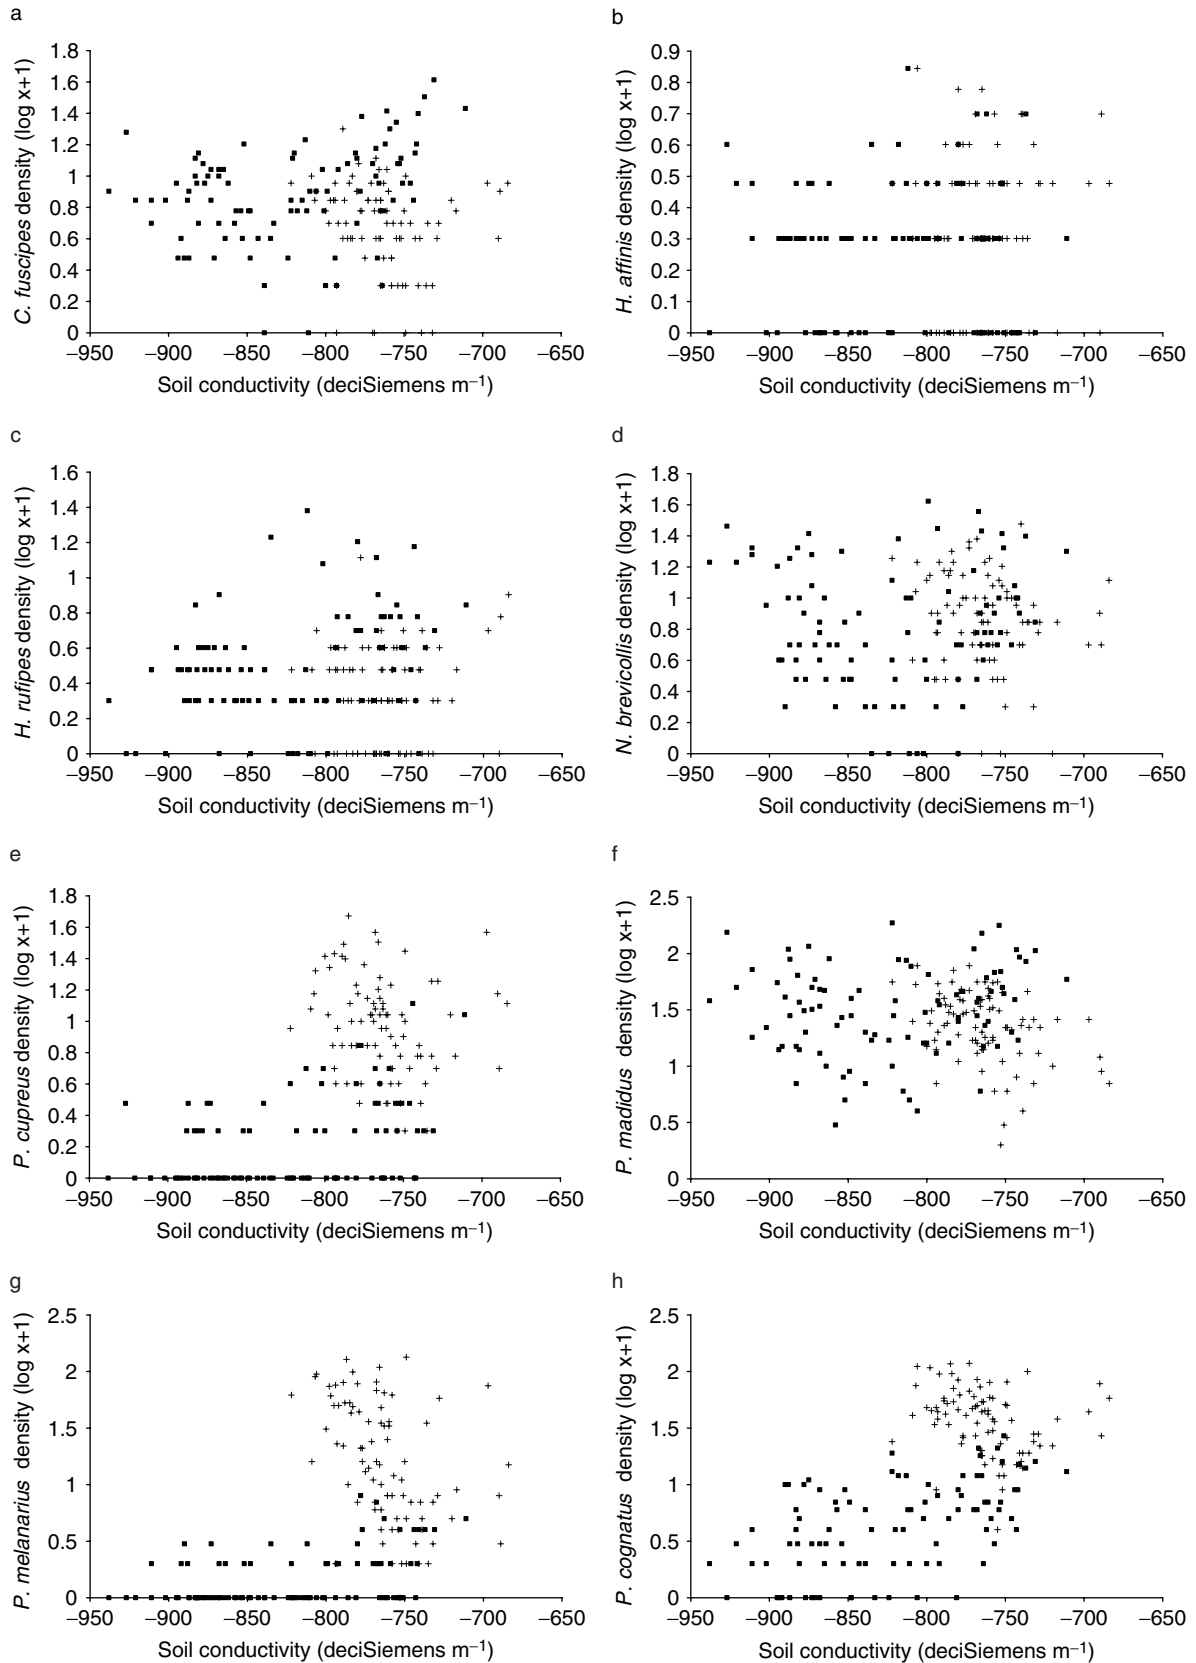 a
C. fuscipes density (log x+1)
1.8
1.6
1.4
1.2
1
0.8
0.6
0.4
0.2
0
−950 −900 −850 −800 −750 −700 −650
Soil conductivity (deciSiemens m⁻¹)
b
H. affinis density (log x+1)
0.9
0.8
0.7
0.6
0.5
0.4
0.3
0.2
0.1
0
−950 −900 −850 −800 −750 −700 −650
Soil conductivity (deciSiemens m⁻¹)
c
H. rufipes density (log x+1)
1.6
1.4
1.2
1
0.8
0.6
0.4
0.2
0
−950 −900 −850 −800 −750 −700 −650
Soil conductivity (deciSiemens m⁻¹)
d
N. brevicollis density (log x+1)
1.8
1.6
1.4
1.2
1
0.8
0.6
0.4
0.2
0
−950 −900 −850 −800 −750 −700 −650
Soil conductivity (deciSiemens m⁻¹)
e
P. cupreus density (log x+1)
1.8
1.6
1.4
1.2
1
0.8
0.6
0.4
0.2
0
−950 −900 −850 −800 −750 −700 −650
Soil conductivity (deciSiemens m⁻¹)
f
P. madidus density (log x+1)
2.5
2
1.5
1
0.5
0
−950 −900 −850 −800 −750 −700 −650
Soil conductivity (deciSiemens m⁻¹)
g
P. melanarius density (log x+1)
2.5
2
1.5
1
0.5
0
−950 −900 −850 −800 −750 −700 −650
Soil conductivity (deciSiemens m⁻¹)
h
P. cognatus density (log x+1)
2.5
2
1.5
1
0.5
0
−950 −900 −850 −800 −750 −700 −650
Soil conductivity (deciSiemens m⁻¹)